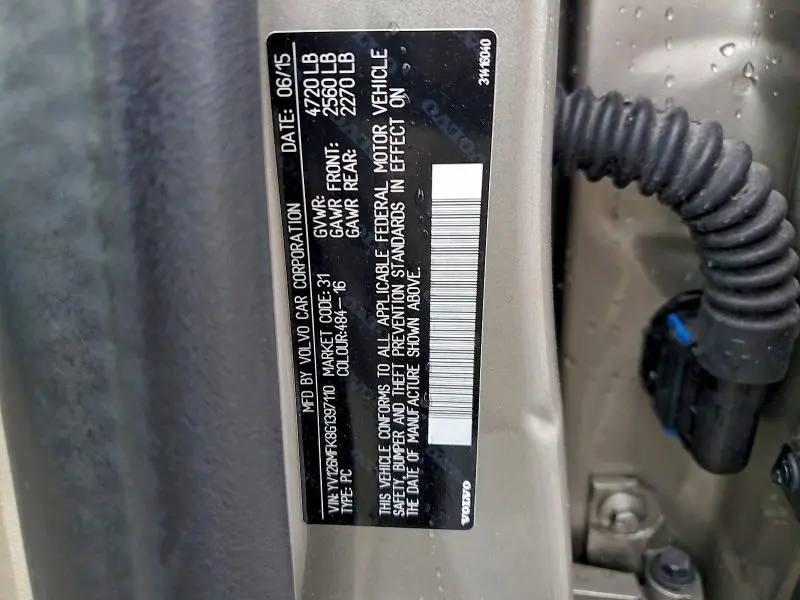 MFD BY VOLVO CAR CORPORATION DATE: 06/15
VIN: YV126MFK8G1397110 MARKET CODE: 31 GVWR: 4720 LB
TYPE: PC COLOUR:484-16 GAWR FRONT: 2560 LB
GAWR REAR: 2270 LB
THIS VEHICLE CONFORMS TO ALL APPLICABLE FEDERAL MOTOR VEHICLE
SAFETY, BUMPER AND THEFT PREVENTION STANDARDS IN EFFECT ON
THE DATE OF MANUFACTURE SHOWN ABOVE.
VOLVO 31416040